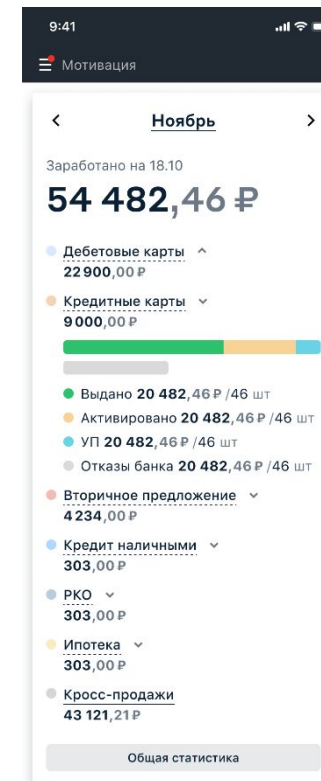 9:41
Мотивация
Ноябрь
Заработано на 18.10
54 482,46 ₽
Дебетовые карты
22 900,00 ₽
Кредитные карты
9 000,00 ₽
Выдано 20 482,46 ₽ /46 шт
Активировано 20 482,46 ₽ /46 шт
УП 20 482,46 ₽ /46 шт
Отказы банка 20 482,46 ₽ /46 шт
Вторичное предложение
4 234,00 ₽
Кредит наличными
303,00 ₽
РКО
303,00 ₽
Ипотека
303,00 ₽
Кросс-продажи
43 121,21 ₽
Общая статистика